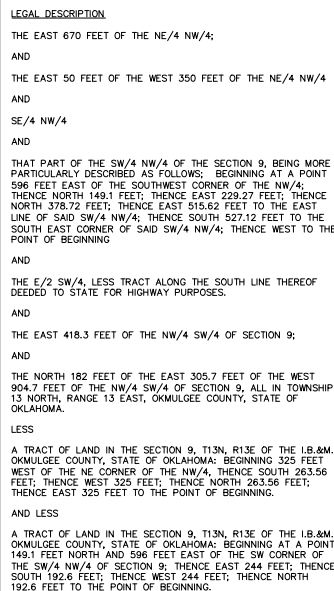 LEGAL DESCRIPTION
THE EAST 670 FEET OF THE NE/4 NW/4;
AND
THE EAST 50 FEET OF THE WEST 350 FEET OF THE NE/4 NW/4
AND
SE/4 NW/4
AND
THAT PART OF THE SW/4 NW/4 OF THE SECTION 9, BEING MORE
PARTICULARLY DESCRIBED AS FOLLOWS; BEGINNING AT A POINT
596 FEET EAST OF THE SOUTHWEST CORNER OF THE NW/4;
THENCE NORTH 149.1 FEET; THENCE EAST 229.27 FEET; THENCE
NORTH 378.72 FEET; THENCE EAST 515.62 FEET TO THE EAST
LINE OF SAID SW/4 NW/4; THENCE SOUTH 527.12 FEET TO THE
SOUTH EAST CORNER OF SAID SW/4 NW/4; THENCE WEST TO THE
POINT OF BEGINNING
AND
THE E/2 SW/4, LESS TRACT ALONG THE SOUTH LINE THEREOF
DEEDED TO STATE FOR HIGHWAY PURPOSES.
AND
THE EAST 418.3 FEET OF THE NW/4 SW/4 OF SECTION 9;
AND
THE NORTH 182 FEET OF THE EAST 305.7 FEET OF THE WEST
904.7 FEET OF THE NW/4 SW/4 OF SECTION 9, ALL IN TOWNSHIP
13 NORTH, RANGE 13 EAST, OKMULGEE COUNTY, STATE OF
OKLAHOMA.
LESS
A TRACT OF LAND IN THE SECTION 9, T13N, R13E OF THE I.B.&M.
OKMULGEE COUNTY, STATE OF OKLAHOMA: BEGINNING 325 FEET
WEST OF THE NE CORNER OF THE NW/4, THENCE SOUTH 263.56
FEET; THENCE WEST 325 FEET; THENCE NORTH 263.56 FEET;
THENCE EAST 325 FEET TO THE POINT OF BEGINNING.
AND LESS
A TRACT OF LAND IN THE SECTION 9, T13N, R13E OF THE I.B.&M.
OKMULGEE COUNTY, STATE OF OKLAHOMA: BEGINNING AT A POINT
149.1 FEET NORTH AND 596 FEET EAST OF THE SW CORNER OF
THE SW/4 NW/4 OF SECTION 9; THENCE EAST 244 FEET; THENCE
SOUTH 192.6 FEET; THENCE WEST 244 FEET; THENCE NORTH
192.6 FEET TO THE POINT OF BEGINNING.